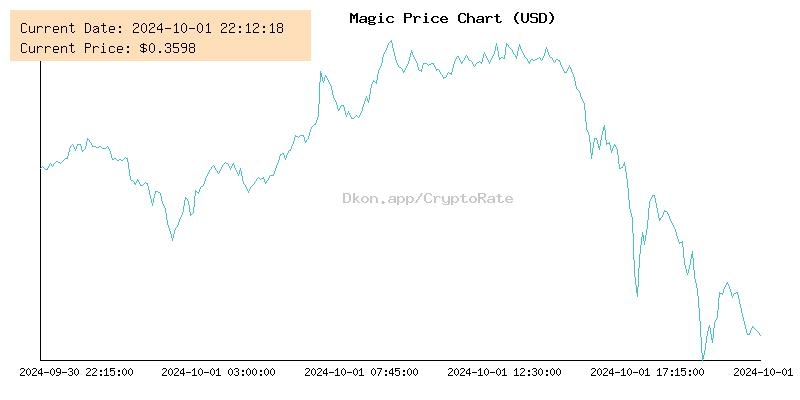 Magic Price Chart (USD)
Current Date: 2024-10-01 22:12:18
Current Price: $0.3598
Dkon.app/CryptoRate
2024-09-30 22:15:00 2024-10-01 03:00:00 2024-10-01 07:45:00 2024-10-01 12:30:00 2024-10-01 17:15:00 2024-10-01